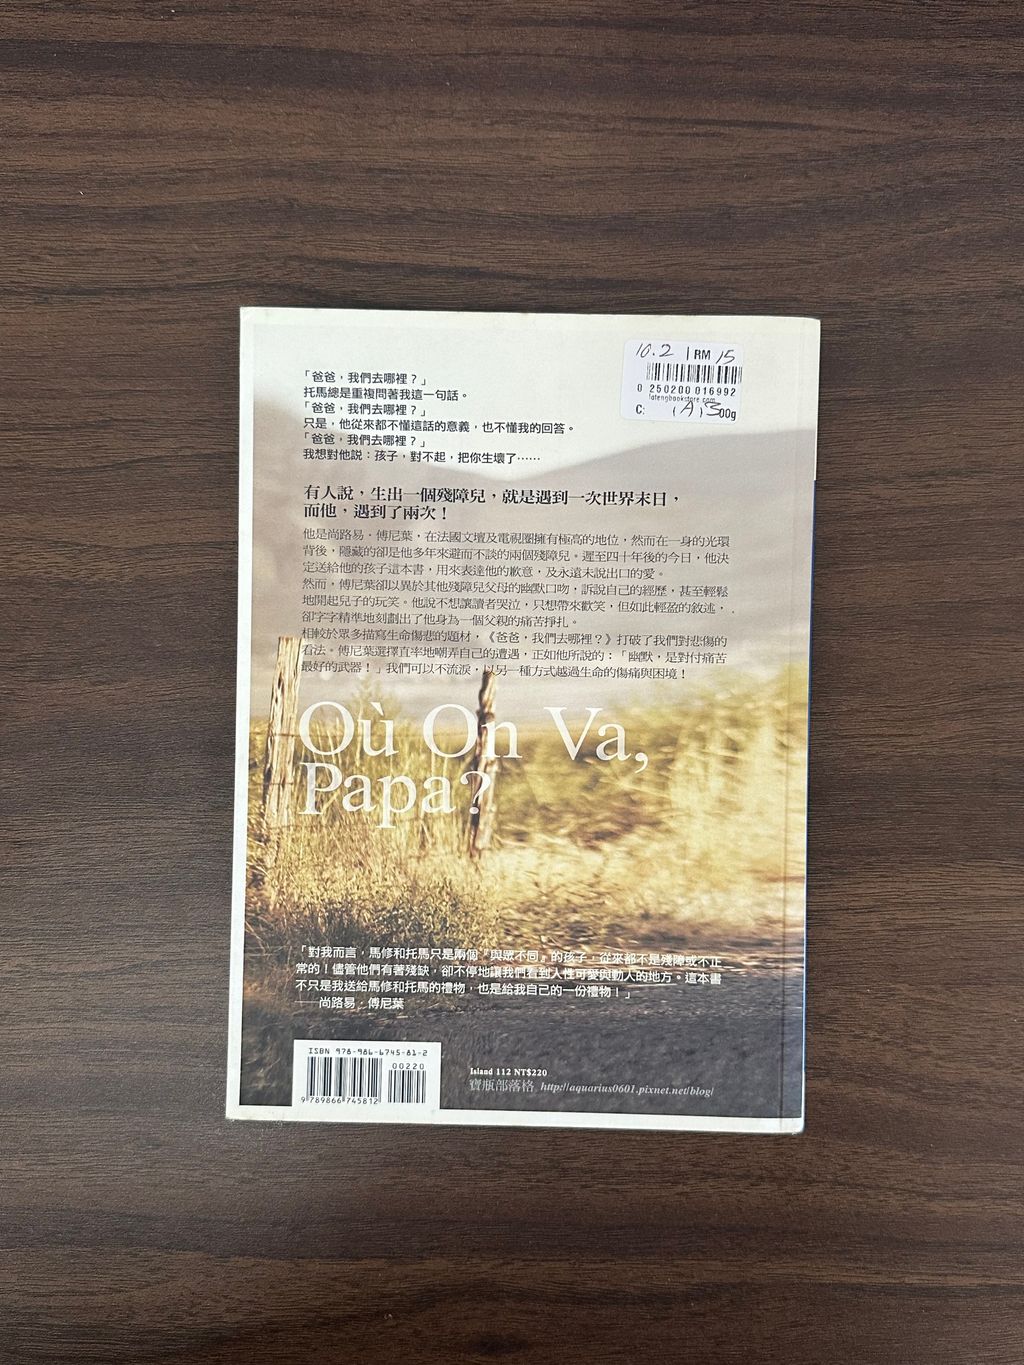 10.2 | RM 15
0 250200 016992
latengbookstore.com
C: (A) 300g
「爸爸，我們去哪裡？」
托馬總是重複問著我這一句話。
「爸爸，我們去哪裡？」
只是，他從來都不懂這話的意義，也不懂我的回答。
「爸爸，我們去哪裡？」
我想對他說：孩子，對不起，把你生壞了……
有人說，生出一個殘障兒，就是遇到一次世界末日，
而他，遇到了兩次！
他是尚路易・傅尼葉，在法國文壇及電視圈擁有極高的地位，然而在一身的光環
背後，隱藏的卻是他多年來避而不談的兩個殘障兒。遲至四十年後的今日，他決
定送給他的孩子這本書，用來表達他的歉意，及永遠未說出口的愛。
然而，傅尼葉卻以異於其他殘障兒父母的幽默口吻，訴說自己的經歷，甚至輕鬆
地開起兒子的玩笑。他說不想讓讀者哭泣，只想帶來歡笑，但如此輕盈的敘述，
卻字字精準地刻劃出了他身為一個父親的痛苦掙扎。
相較於眾多描寫生命傷悲的題材，《爸爸，我們去哪裡？》打破了我們對悲傷的
看法。傅尼葉選擇直率地嘲弄自己的遭遇，正如他所說的：「幽默，是對付痛苦
最好的武器！」我們可以不流淚，以另一種方式越過生命的傷痛與困境！
Où On Va,
Papa?
「對我而言，馬修和托馬只是兩個『與眾不同』的孩子，從來都不是殘障或不正
常的！儘管他們有著殘缺，卻不停地讓我們看到人性可愛與動人的地方。這本書
不只是我送給馬修和托馬的禮物，也是給我自己的一份禮物！」
──尚路易・傅尼葉
ISBN 978-986-6745-81-2
00220
9 789866 745812
Island 112 NT$220
寶瓶部落格 http://aquarius0601.pixnet.net/blog/